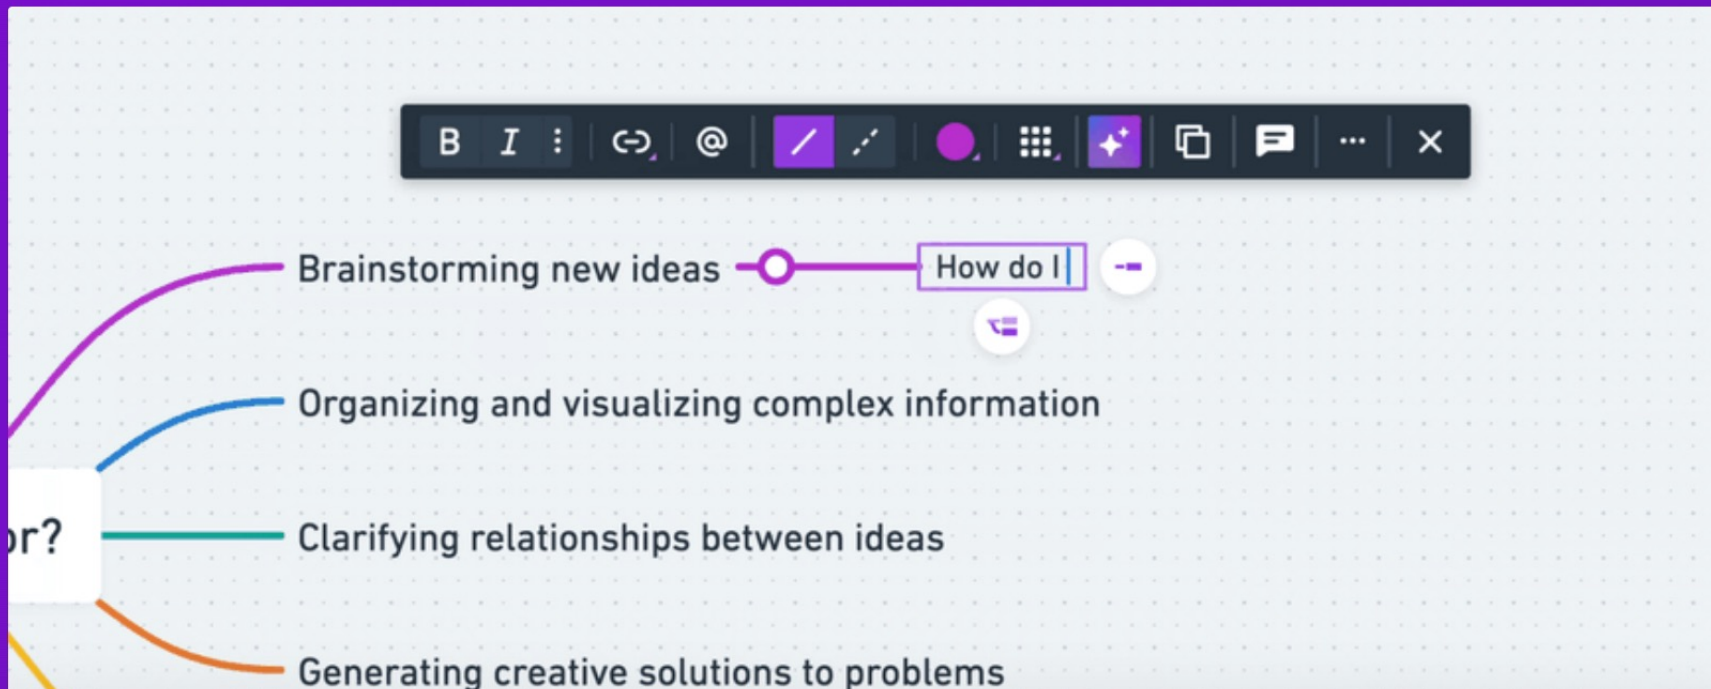 B I @
Brainstorming new ideas How do I
Organizing and visualizing complex information
or?
Clarifying relationships between ideas
Generating creative solutions to problems